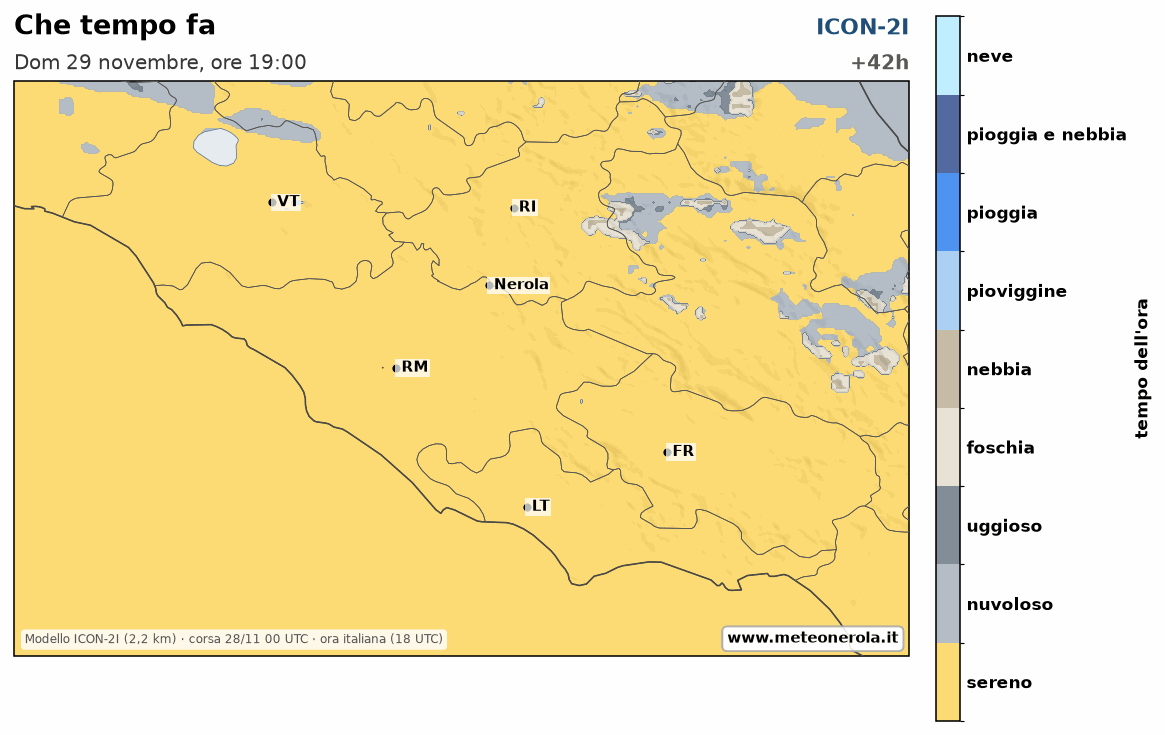 Che tempo fa
ICON-2I
Dom 29 novembre, ore 19:00
+42h
VT
RI
Nerola
RM
FR
LT
Modello ICON-2I (2,2 km) · corsa 28/11 00 UTC · ora italiana (18 UTC)
www.meteonerola.it
neve
pioggia e nebbia
pioggia
pioviggine
nebbia
foschia
uggioso
nuvoloso
sereno
tempo dell'ora